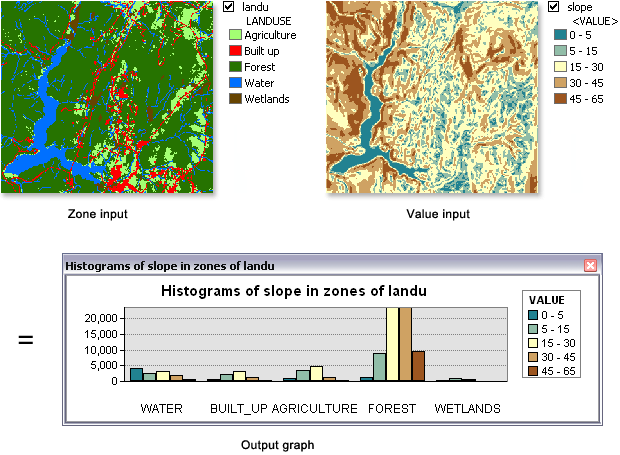 landu
LANDUSE
Agriculture
Built up
Forest
Water
Wetlands
Zone input
slope
<VALUE>
0 - 5
5 - 15
15 - 30
30 - 45
45 - 65
Value input
=
Histograms of slope in zones of landu
Histograms of slope in zones of landu
20,000
15,000
10,000
5,000
0
WATER BUILT_UP AGRICULTURE FOREST WETLANDS
VALUE
0 - 5
5 - 15
15 - 30
30 - 45
45 - 65
Output graph